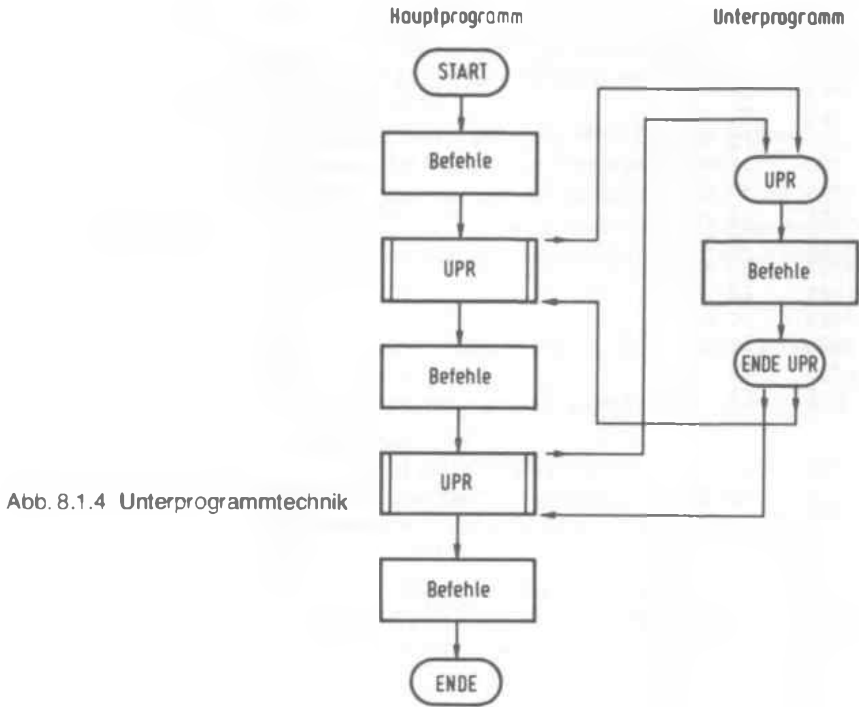 Hauptprogramm
Unterprogramm
START
Befehle
UPR
Befehle
UPR
Befehle
ENDE
UPR
Befehle
ENDE UPR
Abb. 8.1.4 Unterprogrammtechnik